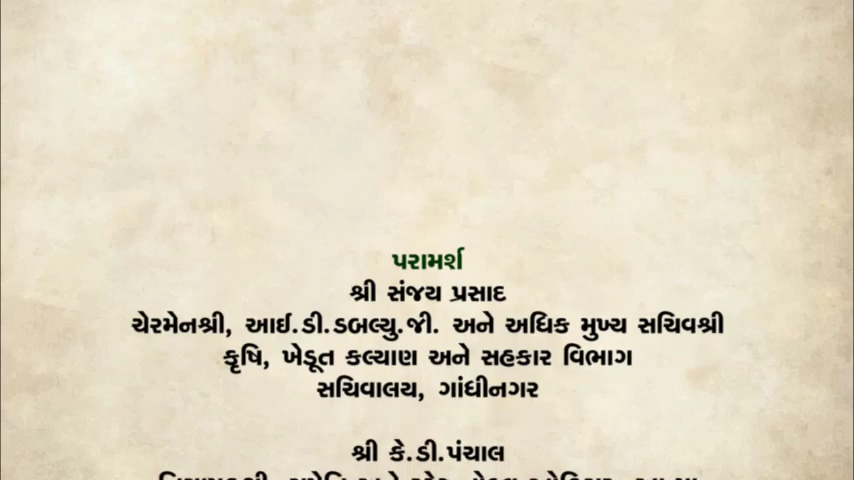 પરામર્શ
શ્રી સંજય પ્રસાદ
ચેરમેનશ્રી, આઈ.ડી.ડબલ્યુ.જી. અને અધિક મુખ્ય સચિવશ્રી
કૃષિ, ખેડૂત કલ્યાણ અને સહકાર વિભાગ
સચિવાલય, ગાંધીનગર
શ્રી કે.ડી.પંચાલ